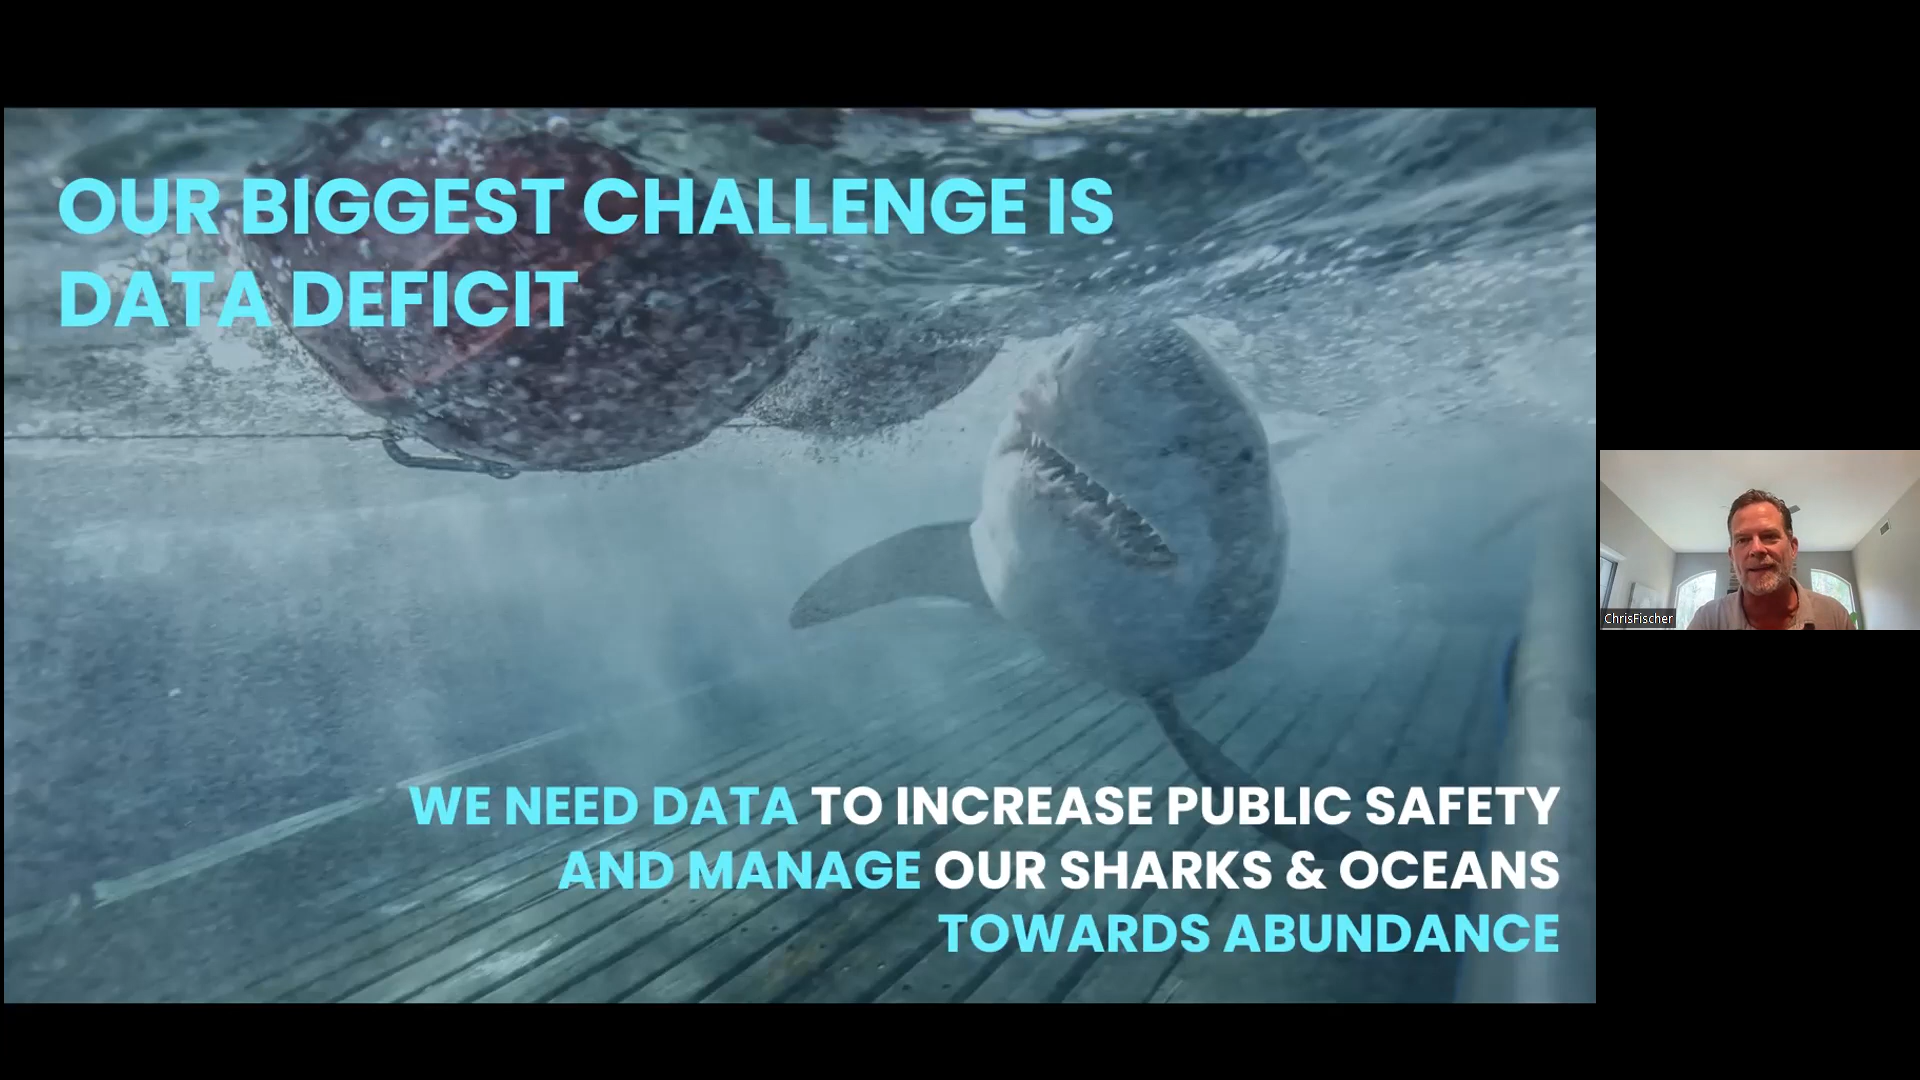 OUR BIGGEST CHALLENGE IS
DATA DEFICIT
WE NEED DATA TO INCREASE PUBLIC SAFETY
AND MANAGE OUR SHARKS & OCEANS
TOWARDS ABUNDANCE
ChrisFischer